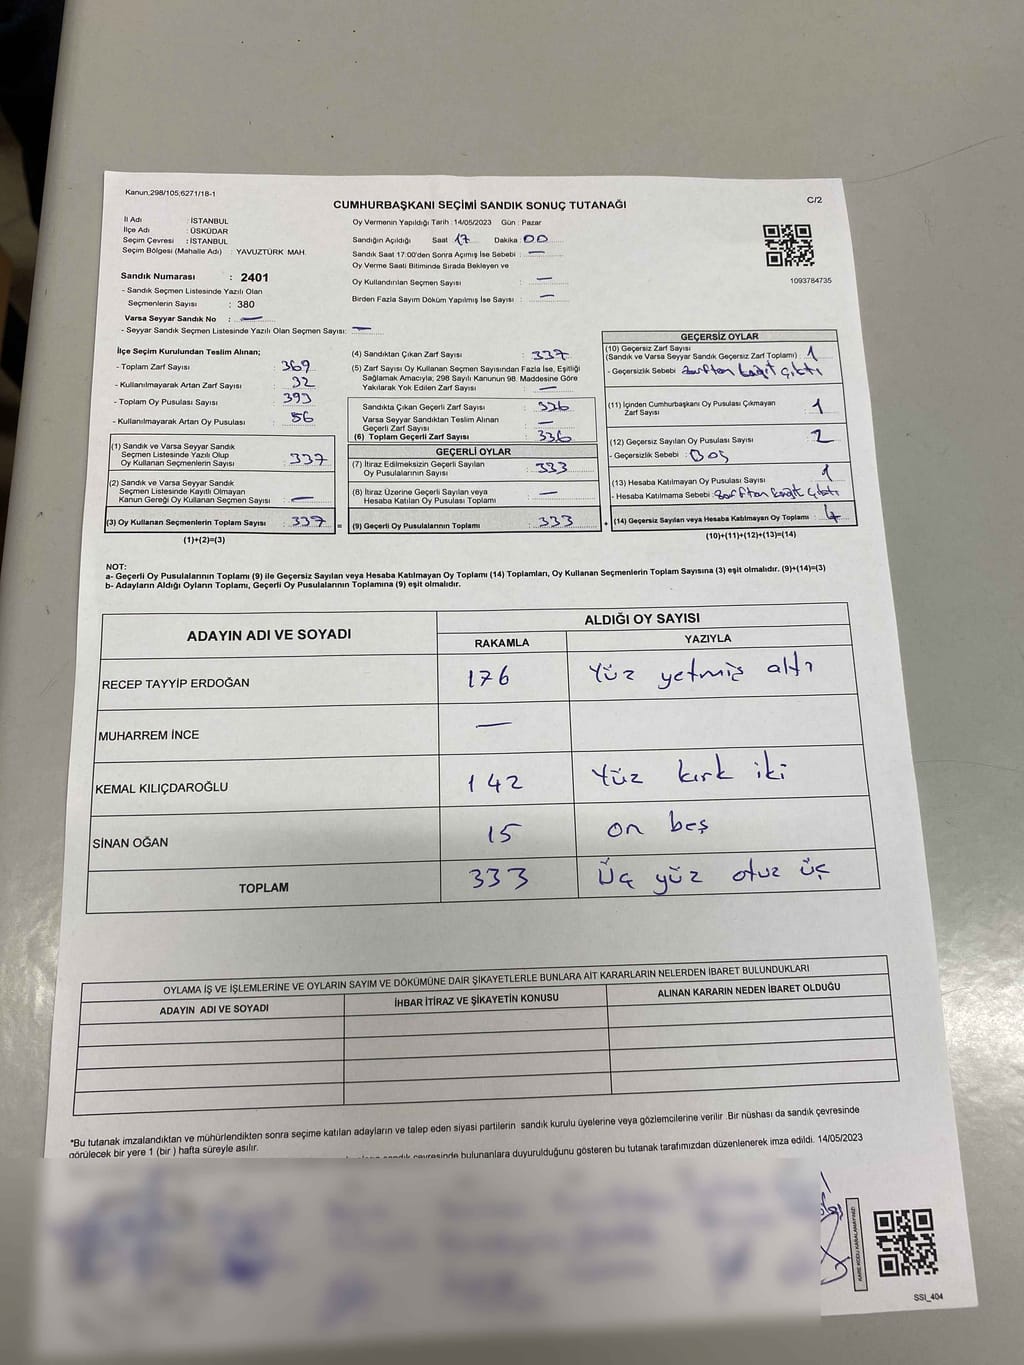 Kanun,298/105,6271/18-1
CUMHURBAŞKANI SEÇİMİ SANDIK SONUÇ TUTANAĞI
C/2
İl Adı : İSTANBUL
İlçe Adı : ÜSKÜDAR
Seçim Çevresi : İSTANBUL
Seçim Bölgesi (Mahalle Adı) : YAVUZTÜRK MAH.
Sandık Numarası : 2401
- Sandık Seçmen Listesinde Yazılı Olan
Seçmenlerin Sayısı : 380
Varsa Seyyar Sandık No : —
- Seyyar Sandık Seçmen Listesinde Yazılı Olan Seçmen Sayısı: —
Oy Vermenin Yapıldığı Tarih : 14/05/2023 Gün : Pazar
Sandığın Açıldığı Saat 17 Dakika : 00
Sandık Saat 17:00'den Sonra Açımış İse Sebebi : —
Oy Verme Saati Bitiminde Sırada Bekleyen ve
Oy Kullandırılan Seçmen Sayısı : —
Birden Fazla Sayım Döküm Yapılmış İse Sayısı : —
1093784735
İlçe Seçim Kurulundan Teslim Alınan;
- Toplam Zarf Sayısı : 369
- Kullanılmayarak Artan Zarf Sayısı : 32
- Toplam Oy Pusulası Sayısı : 393
- Kullanılmayarak Artan Oy Pusulası : 56
(1) Sandık ve Varsa Seyyar Sandık
Seçmen Listesinde Yazılı Olup
Oy Kullanan Seçmenlerin Sayısı : 337
(2) Sandık ve Varsa Seyyar Sandık
Seçmen Listesinde Kayıtlı Olmayan
Kanun Gereği Oy Kullanan Seçmen Sayısı : —
(3) Oy Kullanan Seçmenlerin Toplam Sayısı : 337 =
(1)+(2)=(3)
(4) Sandıktan Çıkan Zarf Sayısı : 337
(5) Zarf Sayısı Oy Kullanan Seçmen Sayısından Fazla İse, Eşitliği
Sağlamak Amacıyla; 298 Sayılı Kanunun 98. Maddesine Göre
Yakılarak Yok Edilen Zarf Sayısı : —
Sandıkta Çıkan Geçerli Zarf Sayısı : 336
Varsa Seyyar Sandıktan Teslim Alınan
Geçerli Zarf Sayısı : —
(6) Toplam Geçerli Zarf Sayısı : 336
GEÇERLİ OYLAR
(7) İtiraz Edilmeksizin Geçerli Sayılan
Oy Pusulalarının Sayısı : 333
(8) İtiraz Üzerine Geçerli Sayılan veya
Hesaba Katılan Oy Pusulası Toplamı : —
(9) Geçerli Oy Pusulalarının Toplamı : 333 +
GEÇERSİZ OYLAR
(10) Geçersiz Zarf Sayısı
(Sandık ve Varsa Seyyar Sandık Geçersiz Zarf Toplamı) : 1
- Geçersizlik Sebebi : Zarftan kağıt çıktı
(11) İçinden Cumhurbaşkanı Oy Pusulası Çıkmayan
Zarf Sayısı : 1
(12) Geçersiz Sayılan Oy Pusulası Sayısı : 2
- Geçersizlik Sebebi : Boş
(13) Hesaba Katılmayan Oy Pusulası Sayısı : 1
- Hesaba Katılmama Sebebi : Zarftan kağıt çıktı
(14) Geçersiz Sayılan veya Hesaba Katılmayan Oy Toplamı : 4
(10)+(11)+(12)+(13)=(14)
NOT:
a- Geçerli Oy Pusulalarının Toplamı (9) ile Geçersiz Sayılan veya Hesaba Katılmayan Oy Toplamı (14) Toplamları, Oy Kullanan Seçmenlerin Toplam Sayısına (3) eşit olmalıdır. (9)+(14)=(3)
b- Adayların Aldığı Oyların Toplamı, Geçerli Oy Pusulalarının Toplamına (9) eşit olmalıdır.
ADAYIN ADI VE SOYADI
ALDIĞI OY SAYISI
RAKAMLA YAZIYLA
RECEP TAYYİP ERDOĞAN 176 Yüz yetmiş altı
MUHARREM İNCE —
KEMAL KILIÇDAROĞLU 142 Yüz kırk iki
SİNAN OĞAN 15 on beş
TOPLAM 333 Üç yüz otuz üç
OYLAMA İŞ VE İŞLEMLERİNE VE OYLARIN SAYIM VE DÖKÜMÜNE DAİR ŞİKAYETLERLE BUNLARA AİT KARARLARIN NELERDEN İBARET BULUNDUKLARI
ADAYIN ADI VE SOYADI İHBAR İTİRAZ VE ŞİKAYETİN KONUSU ALINAN KARARIN NEDEN İBARET OLDUĞU
*Bu tutanak imzalandıktan ve mühürlendikten sonra seçime katılan adayların ve talep eden siyasi partilerin sandık kurulu üyelerine veya gözlemcilerine verilir .Bir nüshası da sandık çevresinde
görülecek bir yere 1 (bir ) hafta süreyle asılır.
sandık çevresinde bulunanlara duyurulduğunu gösteren bu tutanak tarafımızdan düzenlenerek imza edildi. 14/05/2023
KARE KODU KARALAMAYINIZ!
SSI_404